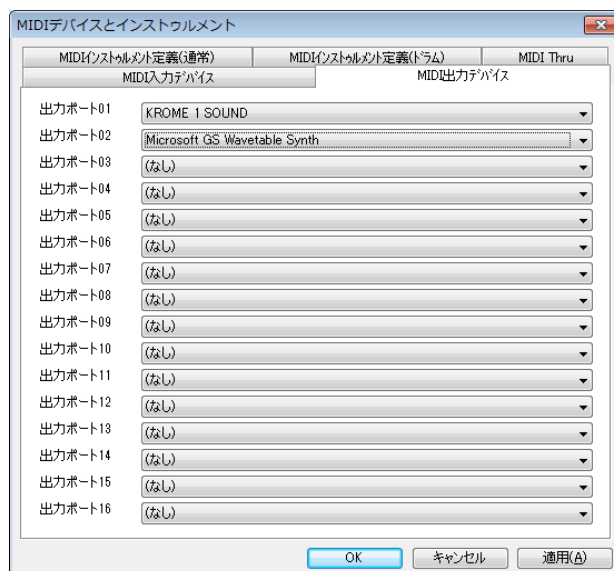 MIDIデバイスとインストゥルメント
MIDIインストゥルメント定義(通常) MIDIインストゥルメント定義(ドラム) MIDI Thru
MIDI入力デバイス MIDI出力デバイス
出力ポート01 KROME 1 SOUND
出力ポート02 Microsoft GS Wavetable Synth
出力ポート03 (なし)
出力ポート04 (なし)
出力ポート05 (なし)
出力ポート06 (なし)
出力ポート07 (なし)
出力ポート08 (なし)
出力ポート09 (なし)
出力ポート10 (なし)
出力ポート11 (なし)
出力ポート12 (なし)
出力ポート13 (なし)
出力ポート14 (なし)
出力ポート15 (なし)
出力ポート16 (なし)
OK キャンセル 適用(A)